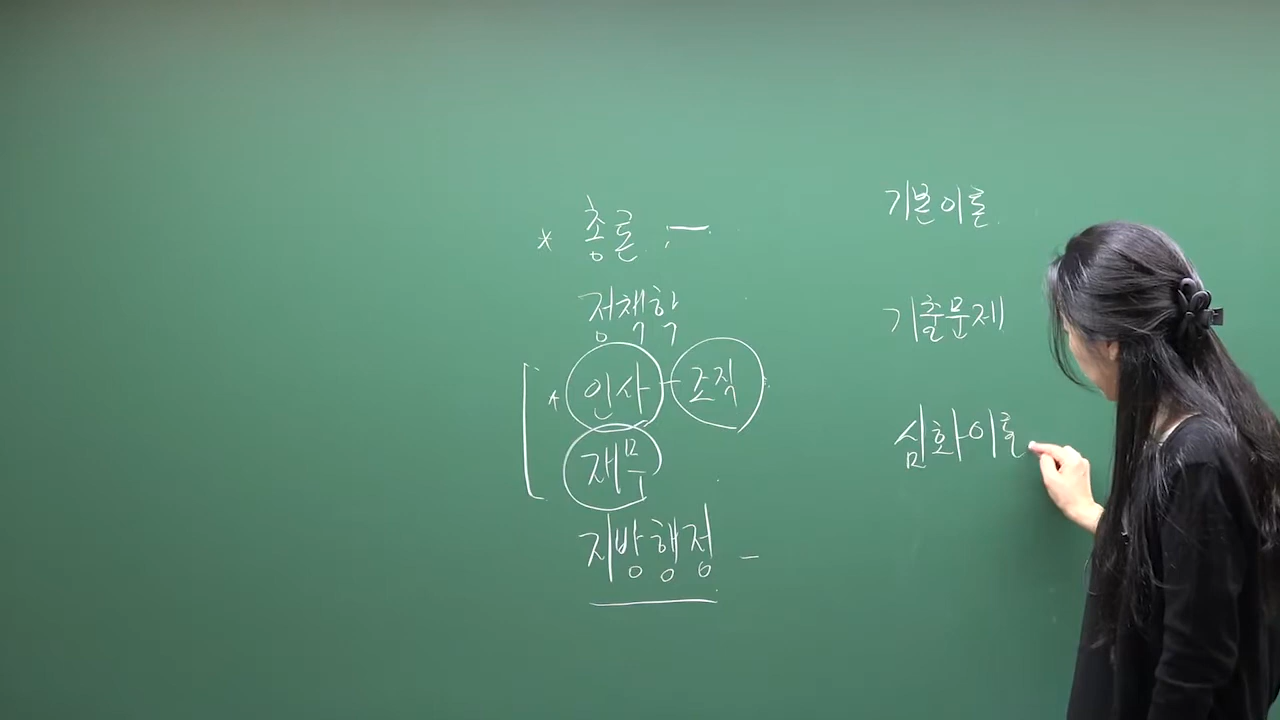 * 총론 : ー
정책학
* 인사 - 조직
재무
지방행정 -
기본이론
기출문제
심화이론